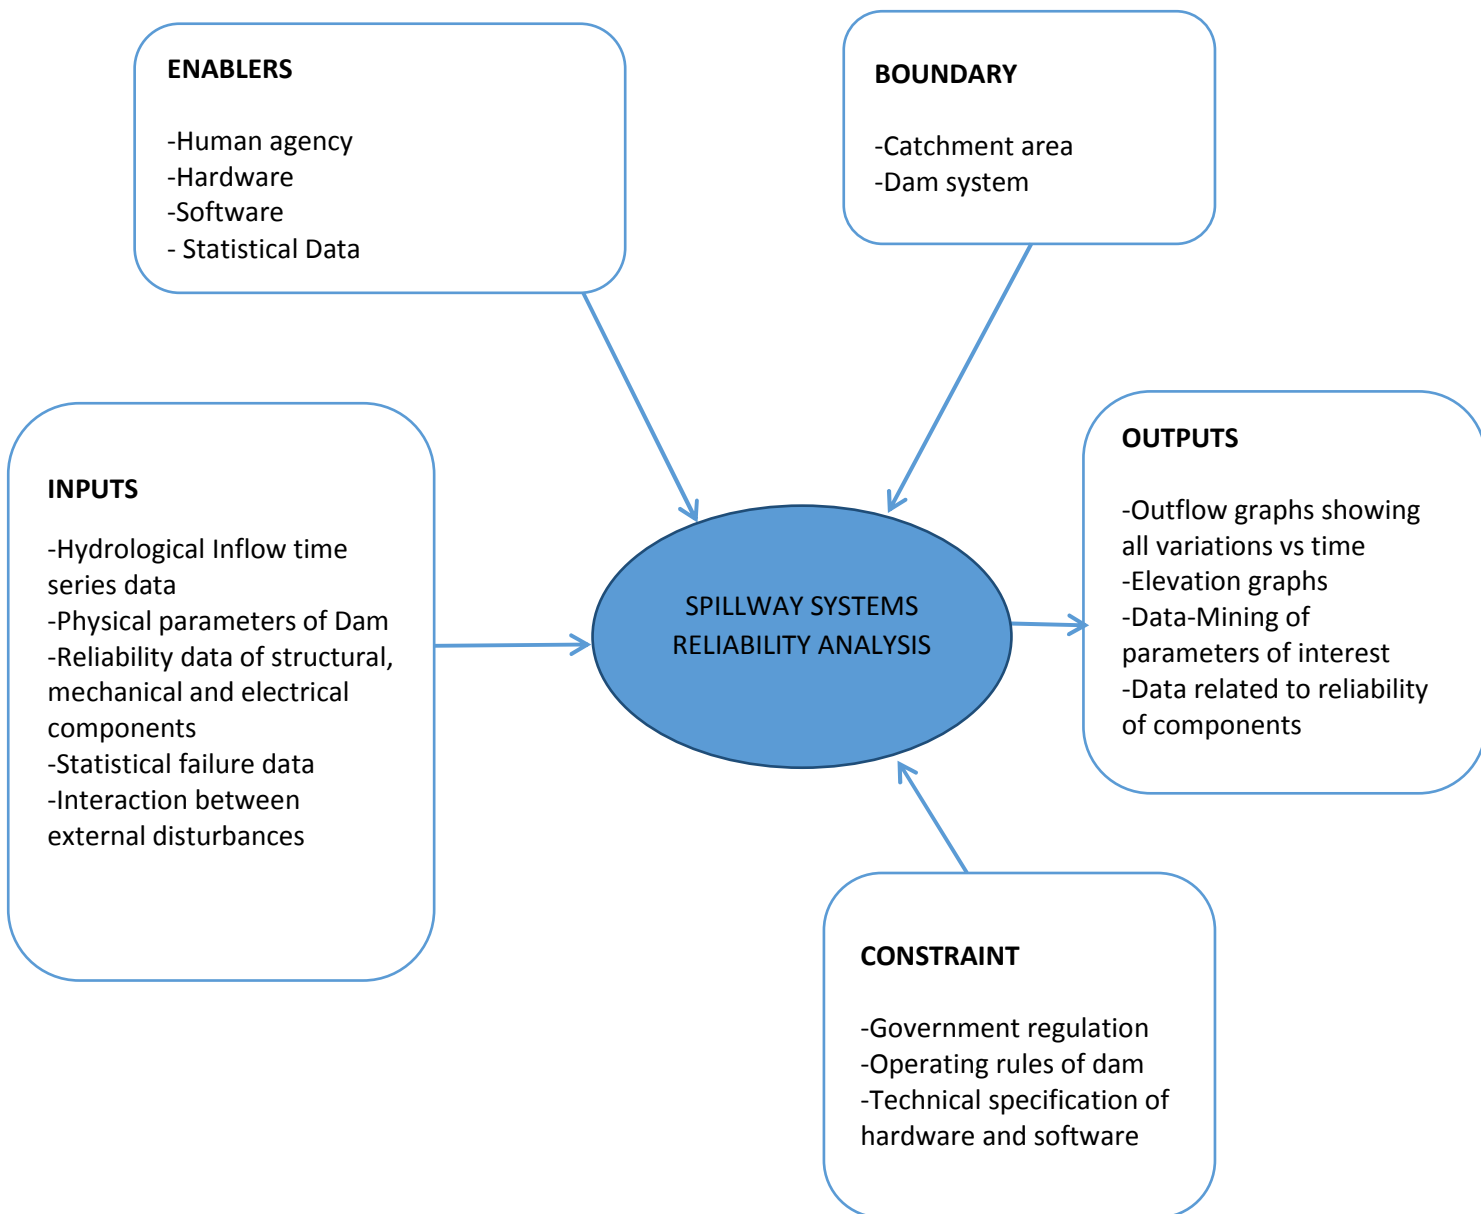 ENABLERS
-Human agency
-Hardware
-Software
- Statistical Data
BOUNDARY
-Catchment area
-Dam system
INPUTS
-Hydrological Inflow time
series data
-Physical parameters of Dam
-Reliability data of structural,
mechanical and electrical
components
-Statistical failure data
-Interaction between
external disturbances
SPILLWAY SYSTEMS
RELIABILITY ANALYSIS
OUTPUTS
-Outflow graphs showing
all variations vs time
-Elevation graphs
-Data-Mining of
parameters of interest
-Data related to reliability
of components
CONSTRAINT
-Government regulation
-Operating rules of dam
-Technical specification of
hardware and software